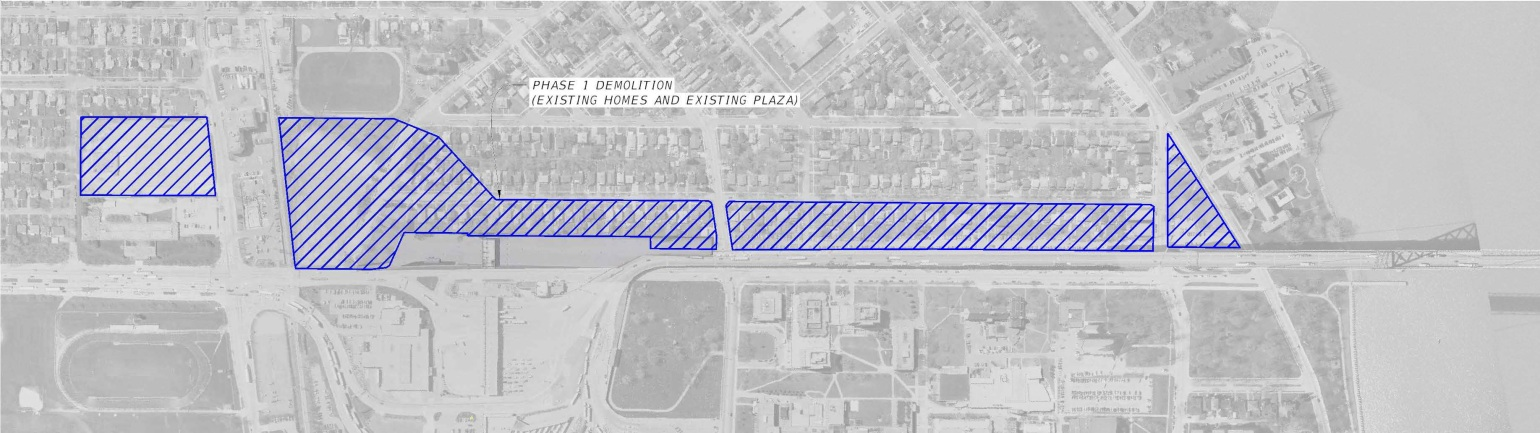 PHASE 1 DEMOLITION
(EXISTING HOMES AND EXISTING PLAZA)